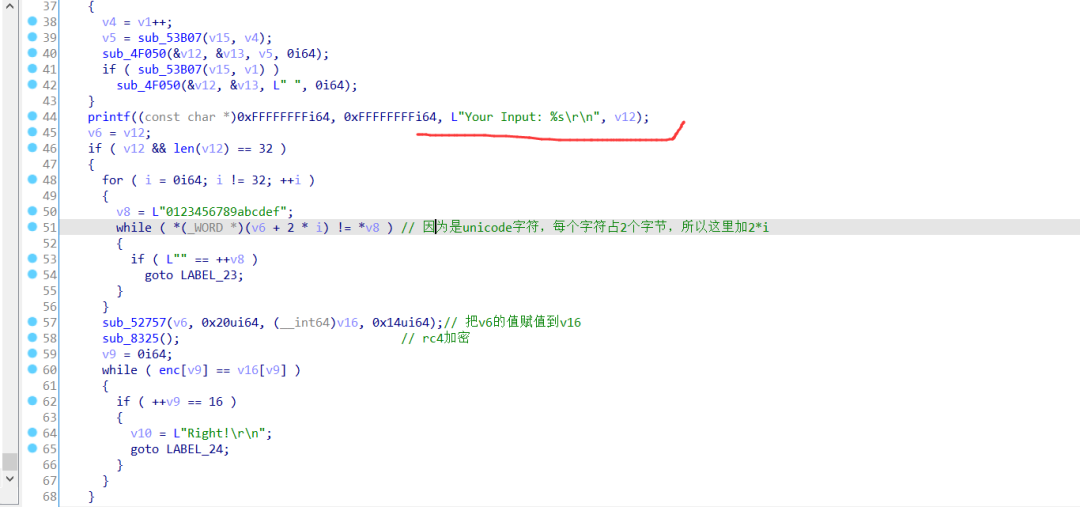 37 {
38 v4 = v1++;
39 v5 = sub_53B07(v15, v4);
40 sub_4F050(&v12, &v13, v5, 0i64);
41 if ( sub_53B07(v15, v1) )
42 sub_4F050(&v12, &v13, L" ", 0i64);
43 }
44 printf((const char *)0xFFFFFFFFi64, 0xFFFFFFFFi64, L"Your Input: %s\r\n", v12);
45 v6 = v12;
46 if ( v12 && len(v12) == 32 )
47 {
48 for ( i = 0i64; i != 32; ++i )
49 {
50 v8 = L"0123456789abcdef";
51 while ( *(_WORD *)(v6 + 2 * i) != *v8 ) // 因为是unicode字符，每个字符占2个字节，所以这里加2*i
52 {
53 if ( L"" == ++v8 )
54 goto LABEL_23;
55 }
56 }
57 sub_52757(v6, 0x20ui64, (__int64)v16, 0x14ui64);// 把v6的值赋值到v16
58 sub_8325(); // rc4加密
59 v9 = 0i64;
60 while ( enc[v9] == v16[v9] )
61 {
62 if ( ++v9 == 16 )
63 {
64 v10 = L"Right!\r\n";
65 goto LABEL_24;
66 }
67 }
68 }